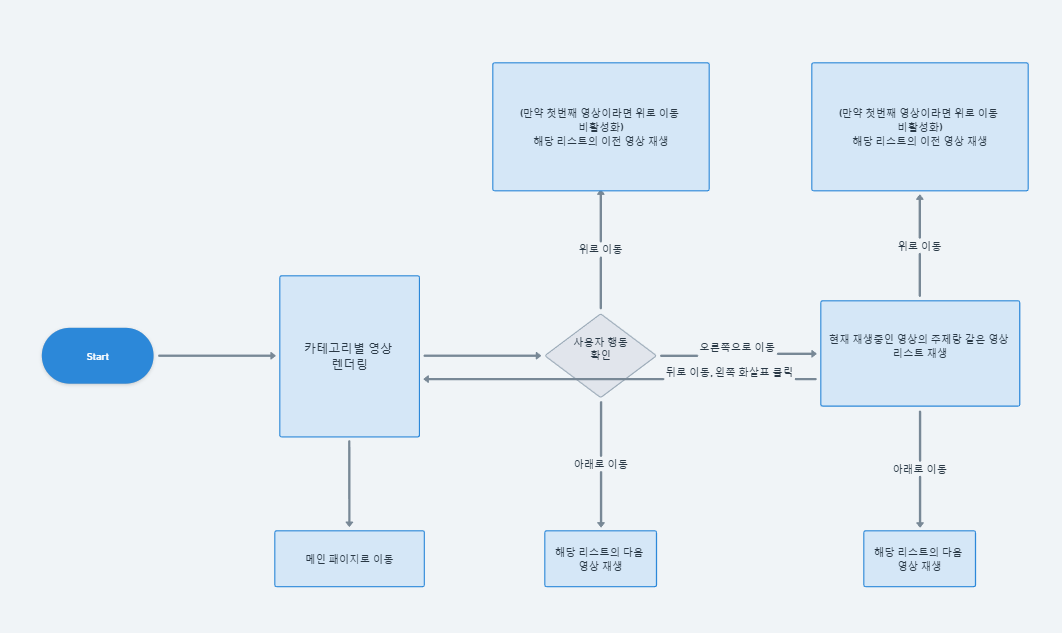 (만약 첫번째 영상이라면 위로 이동
비활성화)
해당 리스트의 이전 영상 재생
(만약 첫번째 영상이라면 위로 이동
비활성화)
해당 리스트의 이전 영상 재생
위로 이동
위로 이동
Start
카테고리별 영상
렌더링
사용자 행동
확인
오른쪽으로 이동
뒤로 이동, 왼쪽 화살표 클릭
현재 재생중인 영상의 주제랑 같은 영상
리스트 재생
아래로 이동
아래로 이동
메인 패이지로 이동
해당 리스트의 다음
영상 재생
해당 리스트의 다음
영상 재생